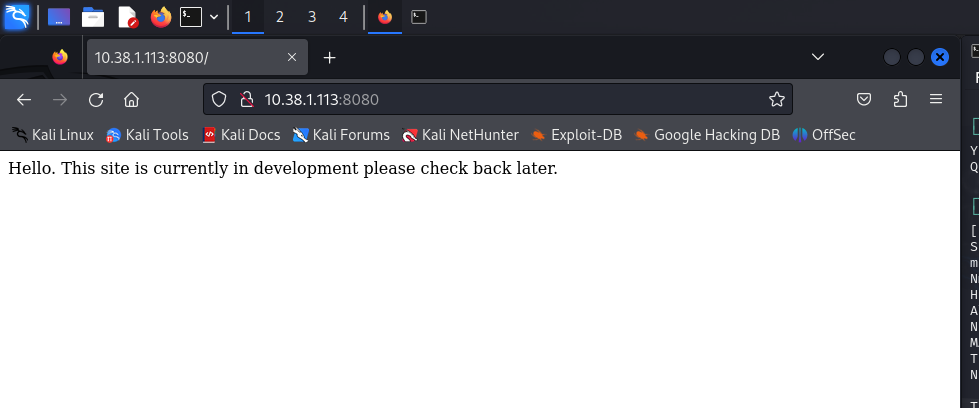 1 2 3 4
10.38.1.113:8080/
10.38.1.113:8080
Kali Linux Kali Tools Kali Docs Kali Forums Kali NetHunter Exploit-DB Google Hacking DB OffSec
Hello. This site is currently in development please check back later.
Y
Q
[
S
m
N
H
A
N
M
T
N